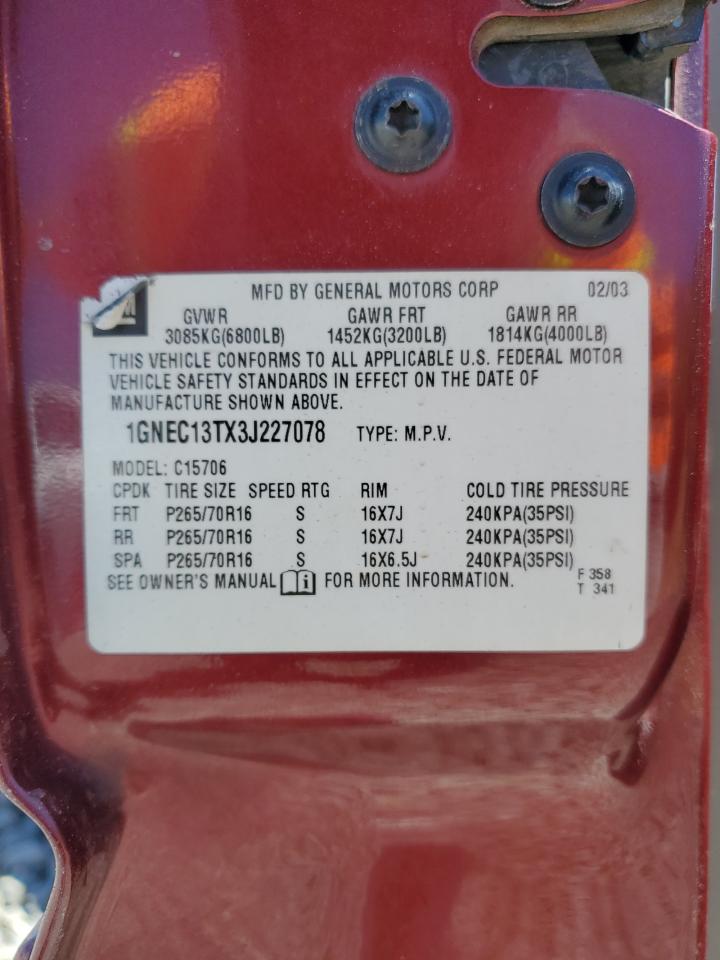 MFD BY GENERAL MOTORS CORP 02/03
GVWR GAWR FRT GAWR RR
3085KG(6800LB) 1452KG(3200LB) 1814KG(4000LB)
THIS VEHICLE CONFORMS TO ALL APPLICABLE U.S. FEDERAL MOTOR
VEHICLE SAFETY STANDARDS IN EFFECT ON THE DATE OF
MANUFACTURE SHOWN ABOVE.
1GNEC13TX3J227078 TYPE: M.P.V.
MODEL: C15706
CPDK TIRE SIZE SPEED RTG RIM COLD TIRE PRESSURE
FRT P265/70R16 S 16X7J 240KPA(35PSI)
RR P265/70R16 S 16X7J 240KPA(35PSI)
SPA P265/70R16 S 16X6.5J 240KPA(35PSI)
SEE OWNER'S MANUAL i FOR MORE INFORMATION. F 358
T 341